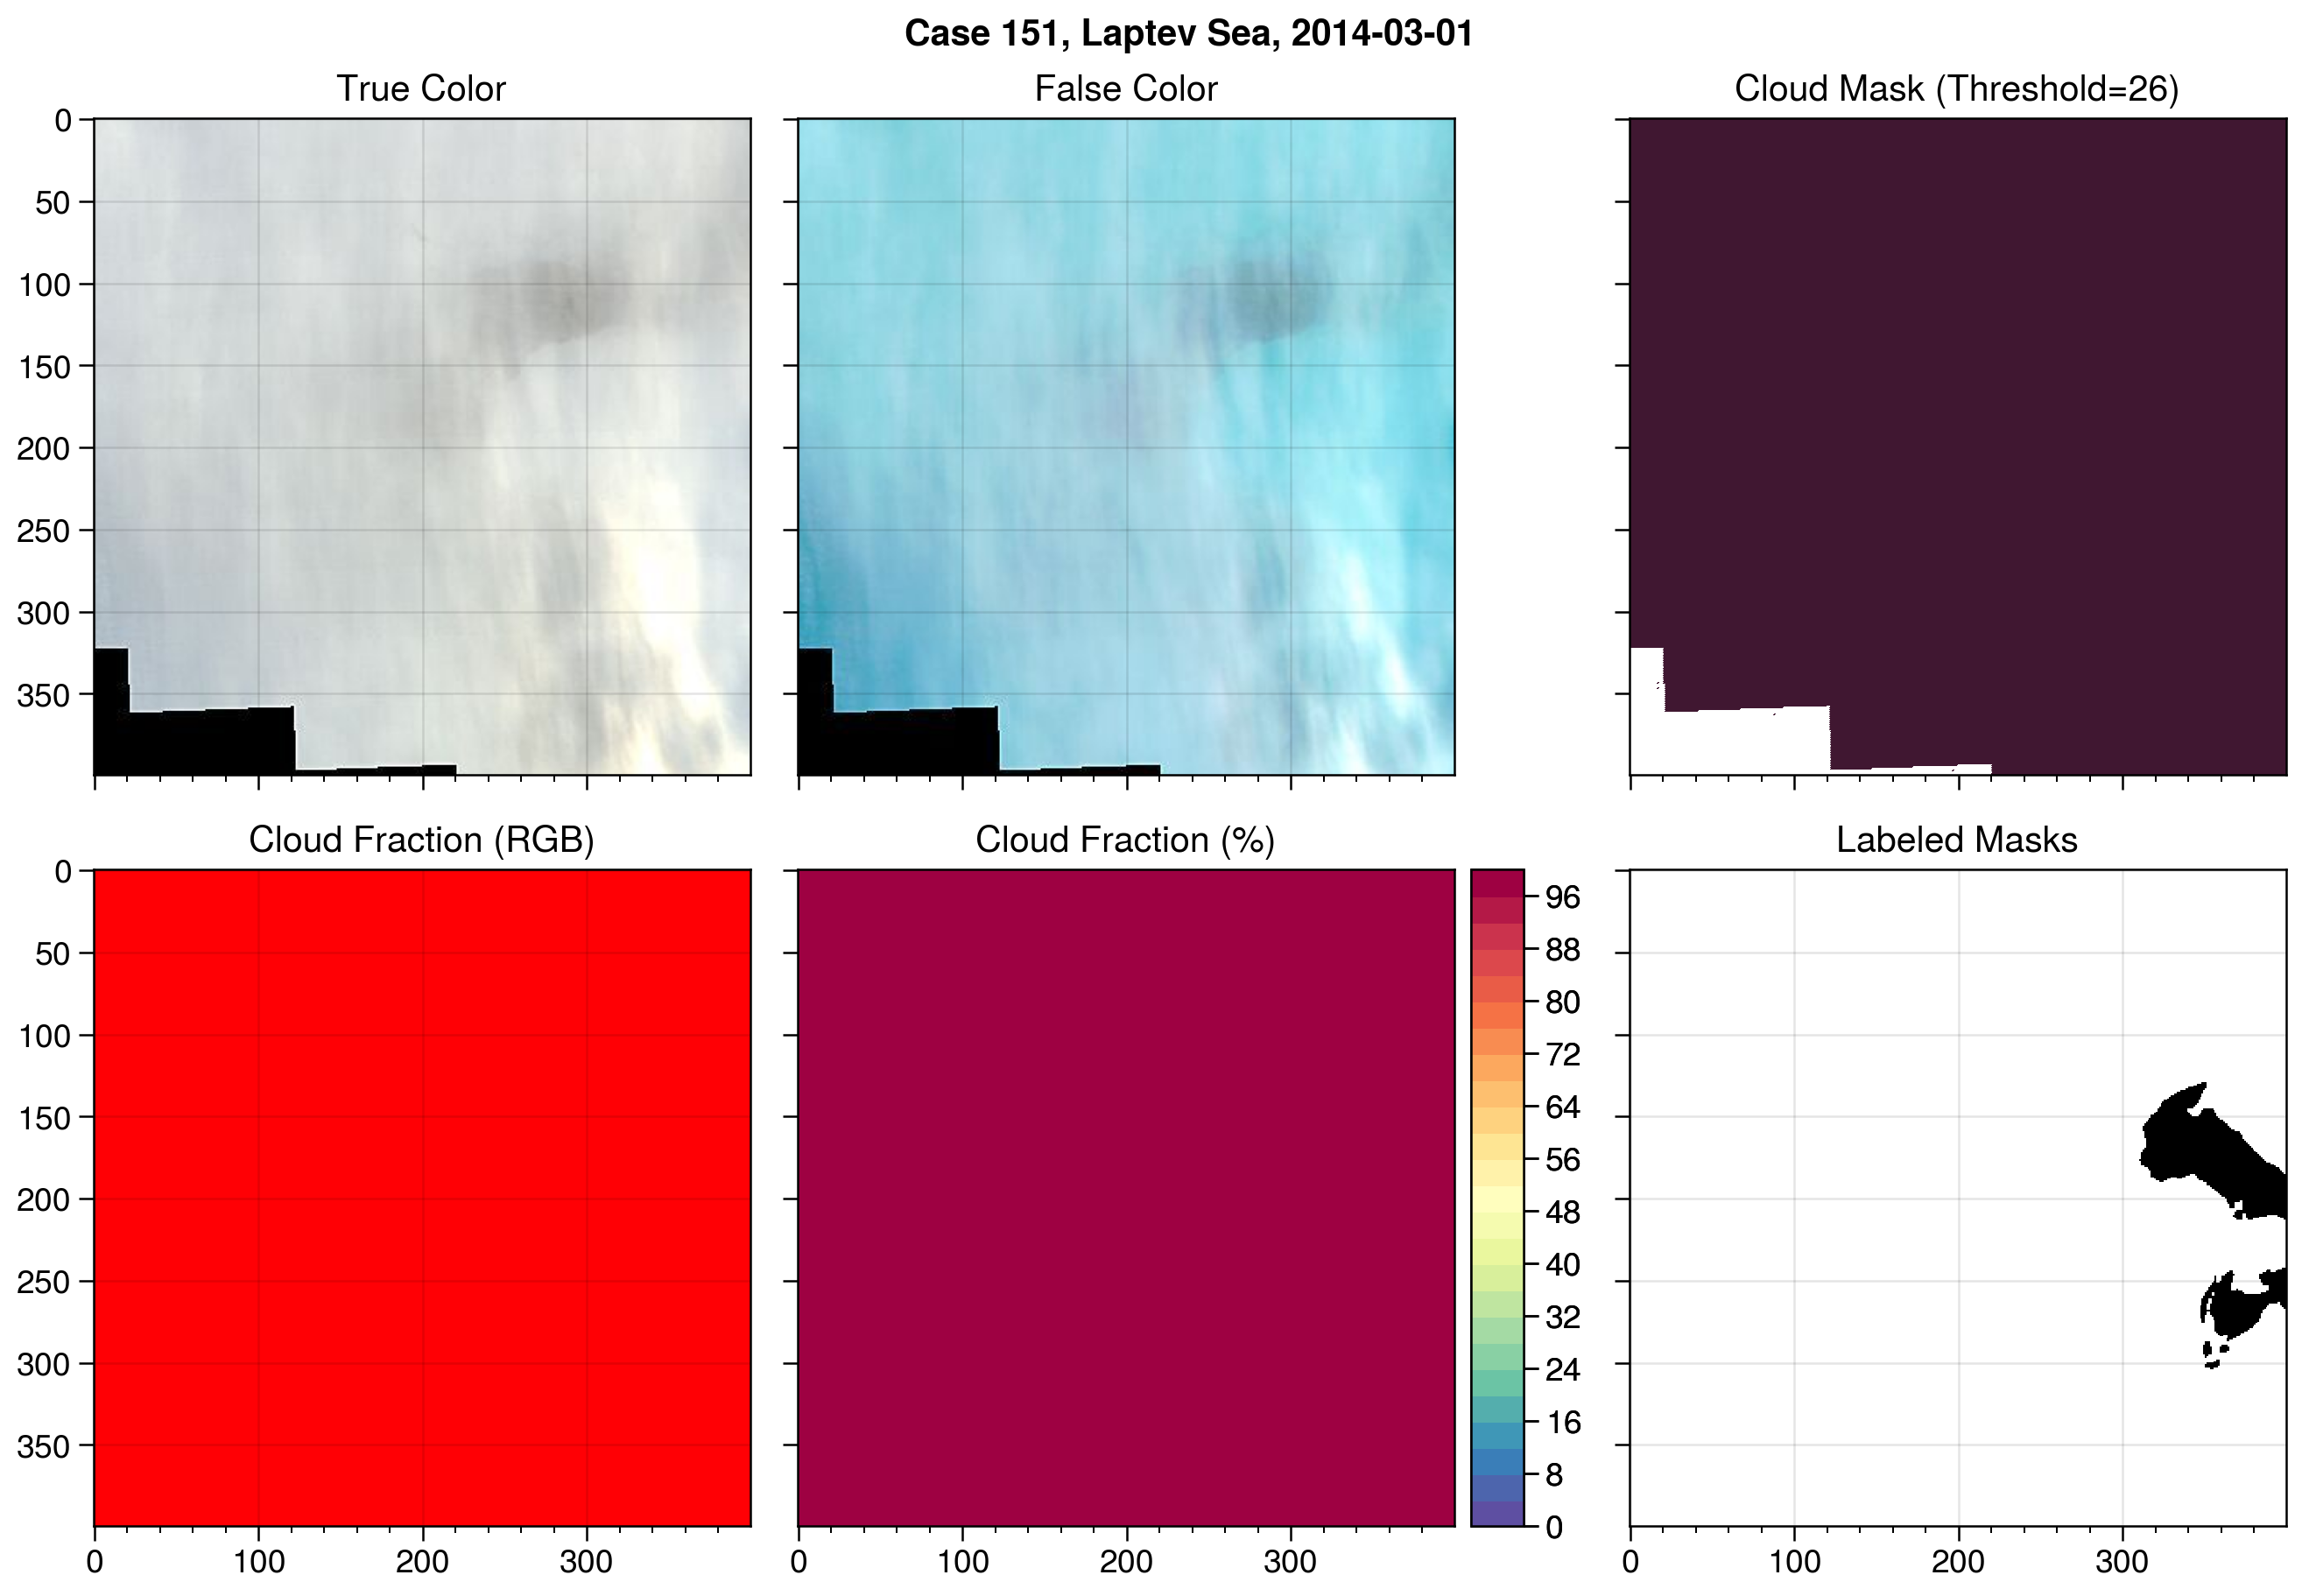 Case 151, Laptev Sea, 2014-03-01
True Color
False Color
Cloud Mask (Threshold=26)
0
50
100
150
200
250
300
350
Cloud Fraction (RGB)
Cloud Fraction (%)
Labeled Masks
0
50
100
150
200
250
300
350
96
88
80
72
64
56
48
40
32
24
16
8
0
0 100 200 300
0 100 200 300
0 100 200 300